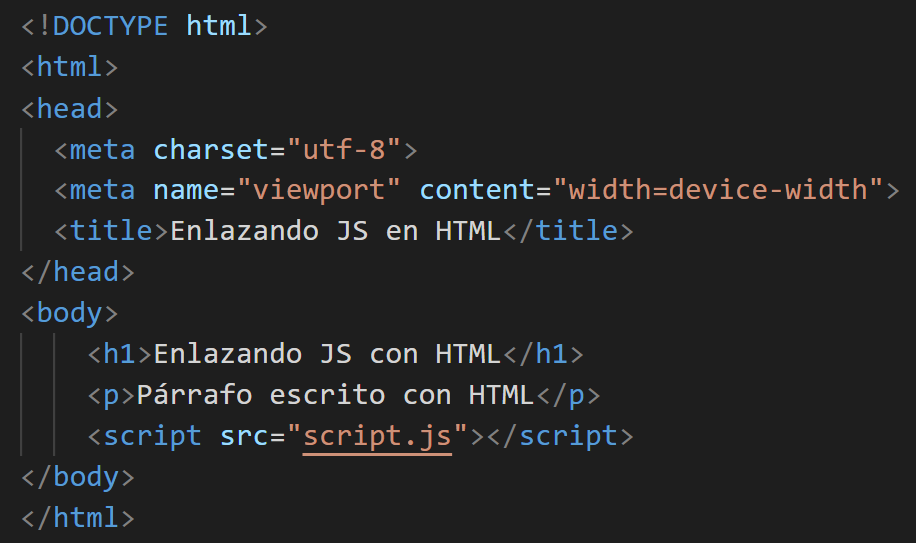 <!DOCTYPE html>
<html>
<head>
<meta charset="utf-8">
<meta name="viewport" content="width=device-width">
<title>Enlazando JS en HTML</title>
</head>
<body>
<h1>Enlazando JS con HTML</h1>
<p>Párrafo escrito con HTML</p>
<script src="script.js"></script>
</body>
</html>